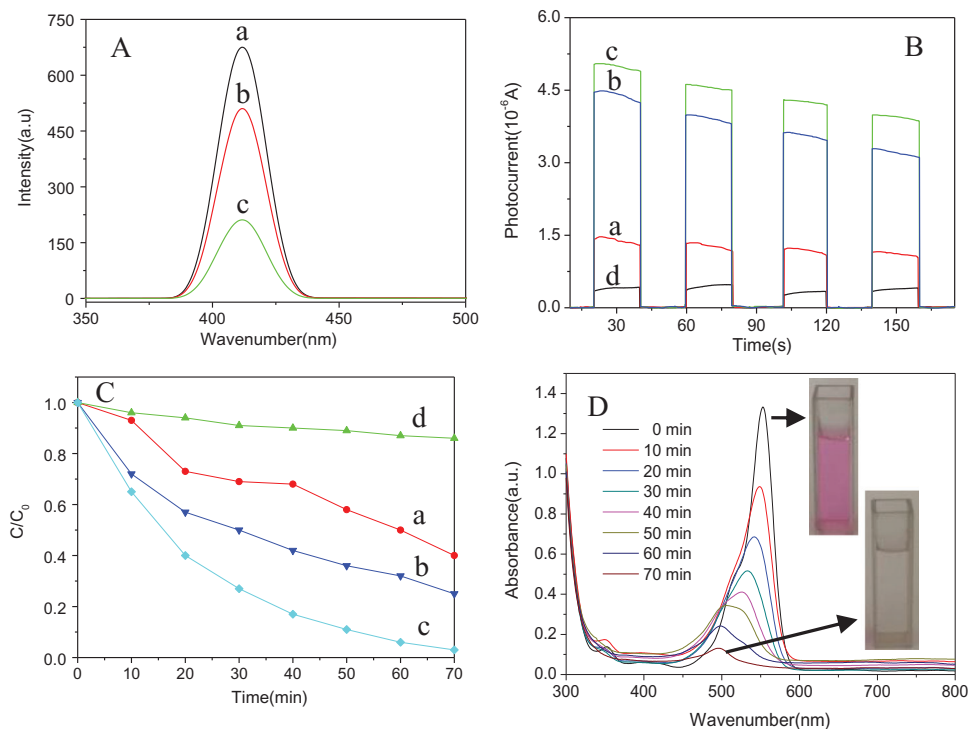 A
a
b
c
Intensity(a.u)
750
600
450
300
150
0
350
400
450
500
Wavenumber(nm)
B
c
b
a
d
Photocurrent(10⁻⁶A)
6.0
4.5
3.0
1.5
0.0
30
60
90
120
150
Time(s)
C
d
a
b
c
C/C₀
1.0
0.8
0.6
0.4
0.2
0.0
0
10
20
30
40
50
60
70
Time(min)
D
0 min
10 min
20 min
30 min
40 min
50 min
60 min
70 min
Absorbance(a.u.)
1.4
1.2
1.0
0.8
0.6
0.4
0.2
0.0
300
400
500
600
700
800
Wavenumber(nm)